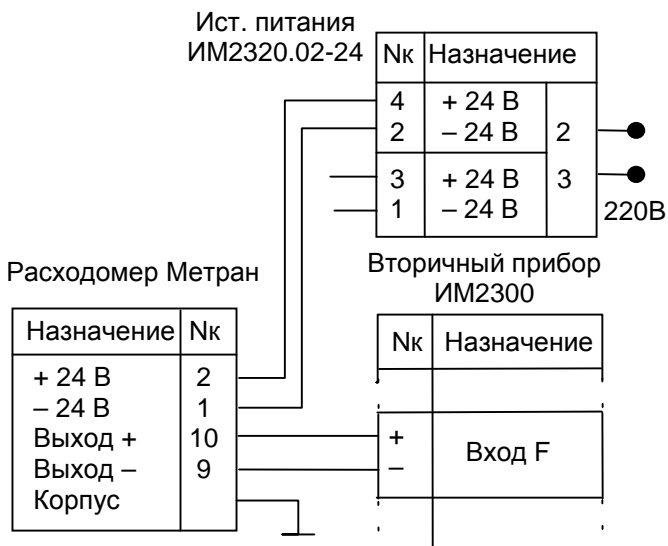 Ист. питания
ИМ2320.02-24
Nк Назначение
4 + 24 В
2 – 24 В 2
3 + 24 В 3
1 – 24 В
220В
Расходомер Метран
Назначение Nк
+ 24 В 2
– 24 В 1
Выход + 10
Выход – 9
Корпус
Вторичный прибор
ИМ2300
Nк Назначение
+
–
Вход F